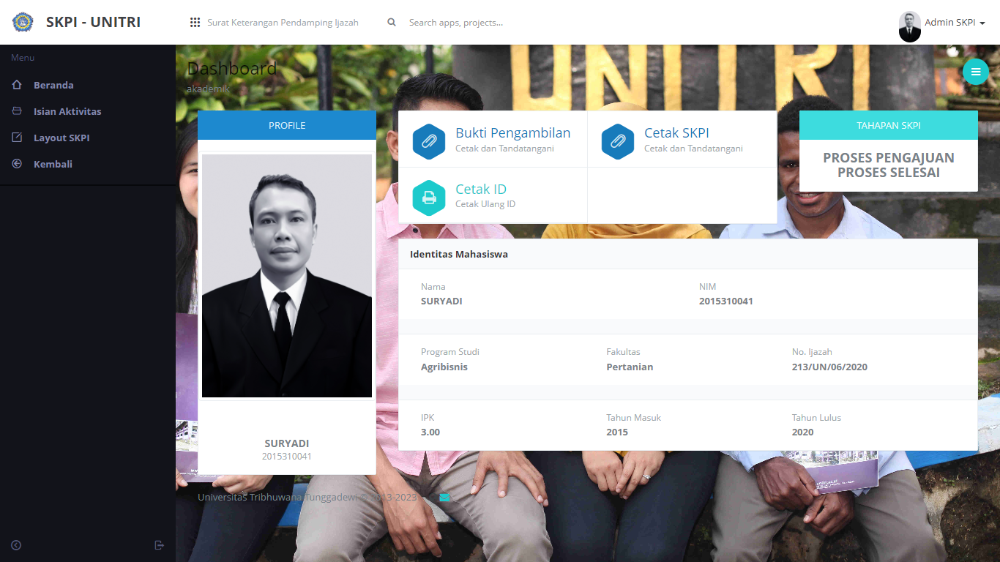 SKPI - UNITRI
Surat Keterangan Pendamping Ijazah
Search apps, projects...
Admin SKPI
Menu
Beranda
Isian Aktivitas
Layout SKPI
Kembali
UNITRI
Dashboard
akademik
PROFILE
SURYADI
2015310041
Bukti Pengambilan
Cetak dan Tandatangani
Cetak SKPI
Cetak dan Tandatangani
Cetak ID
Cetak Ulang ID
TAHAPAN SKPI
PROSES PENGAJUAN
PROSES SELESAI
Identitas Mahasiswa
Nama
SURYADI
NIM
2015310041
Program Studi
Agribisnis
Fakultas
Pertanian
No. Ijazah
213/UN/06/2020
IPK
3.00
Tahun Masuk
2015
Tahun Lulus
2020
Universitas Tribhuwana Tunggadewi © 2013-2023